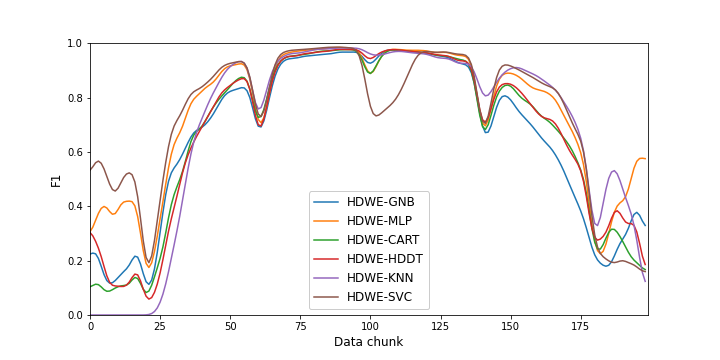 1.0
0.8
0.6
0.4
0.2
0.0
F1
HDWE-GNB
HDWE-MLP
HDWE-CART
HDWE-HDDT
HDWE-KNN
HDWE-SVC
0 25 50 75 100 125 150 175
Data chunk